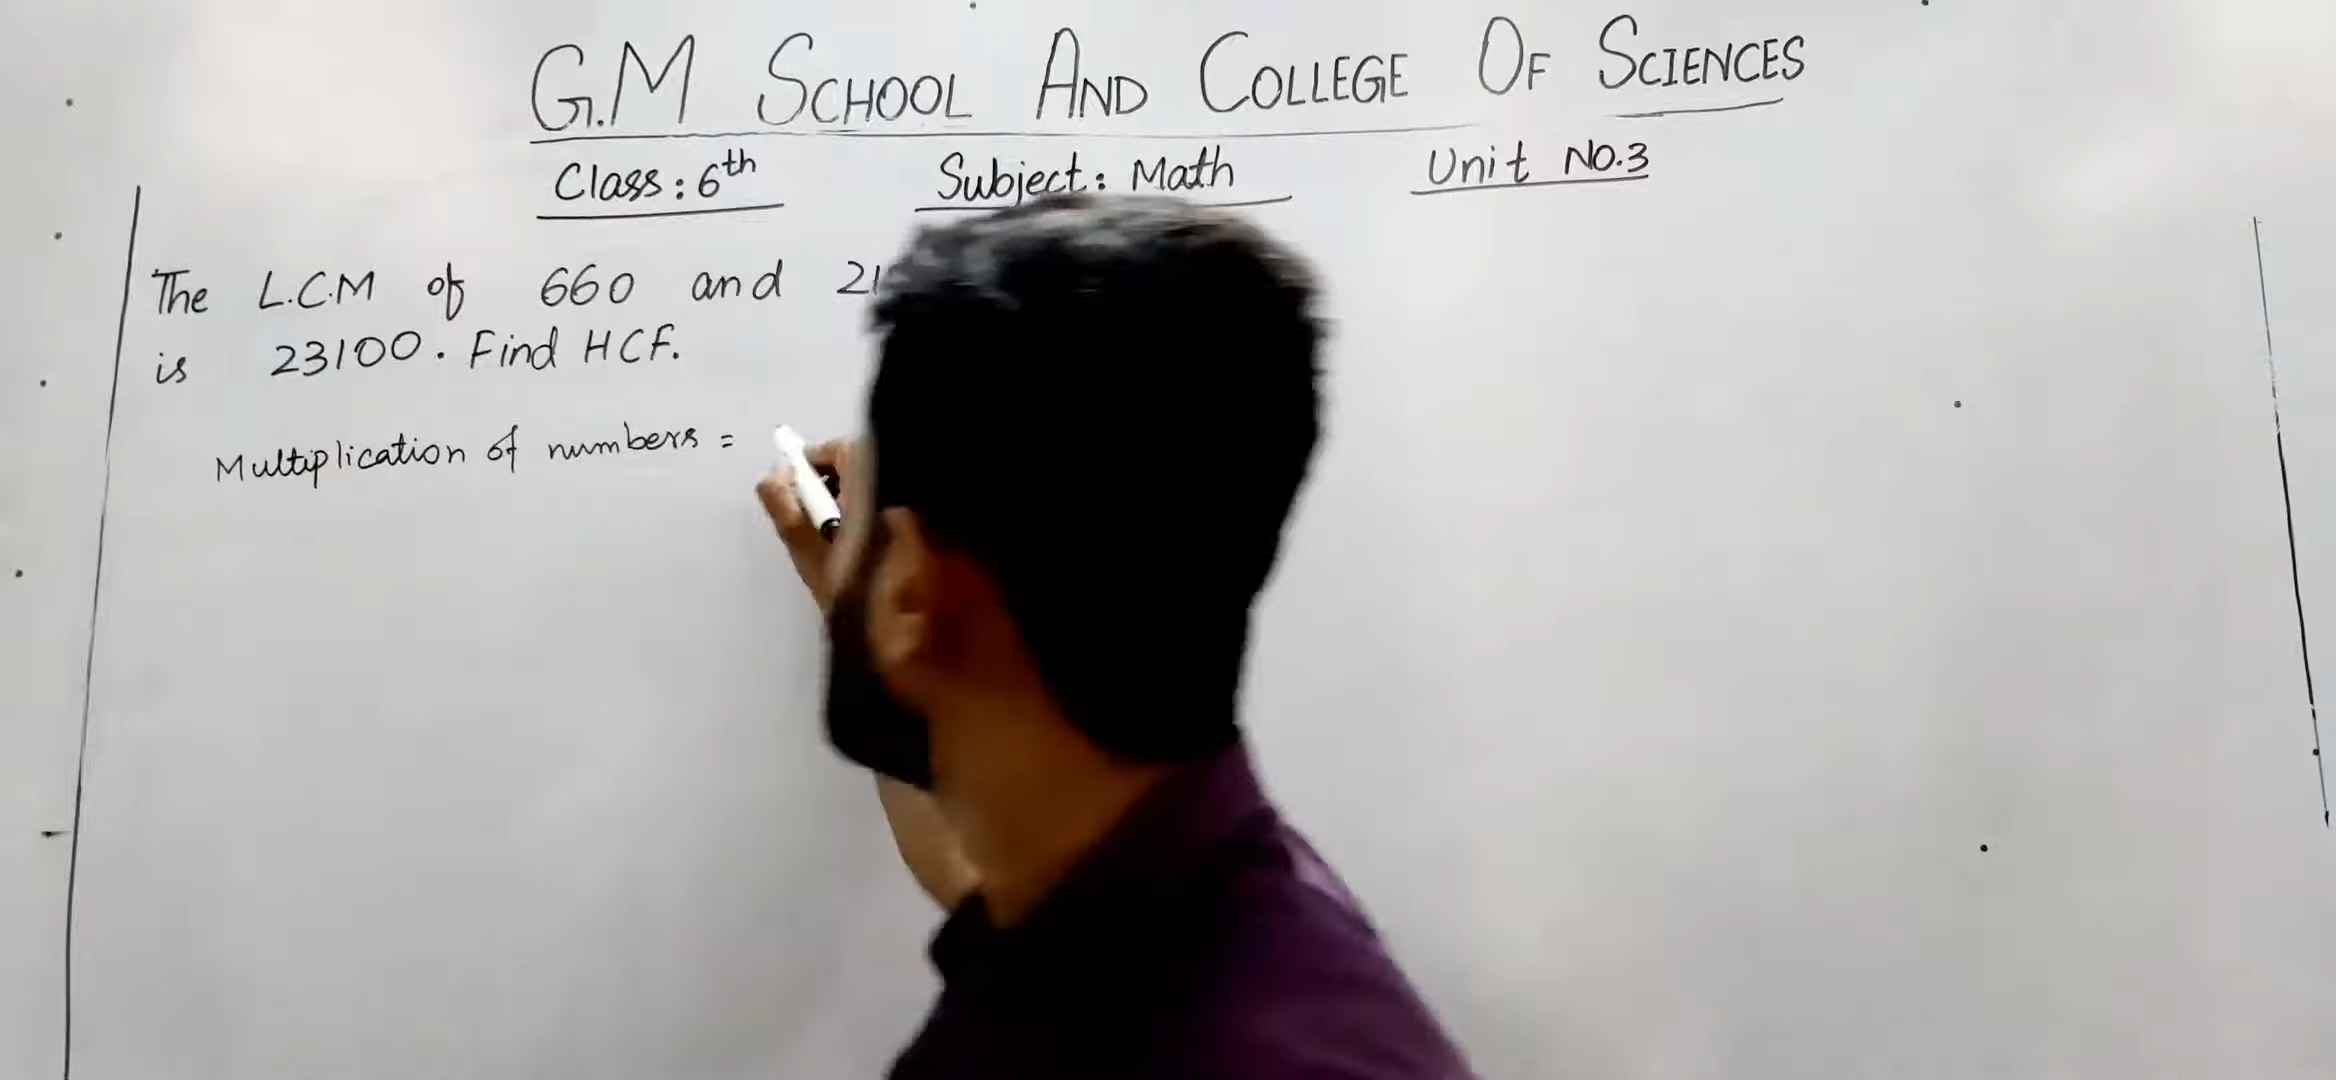 G.M SCHOOL AND COLLEGE OF SCIENCES
Class: 6th Subject: Math Unit No.3
The L.C.M of 660 and
is 23100. Find HCF.
Multiplication of numbers =